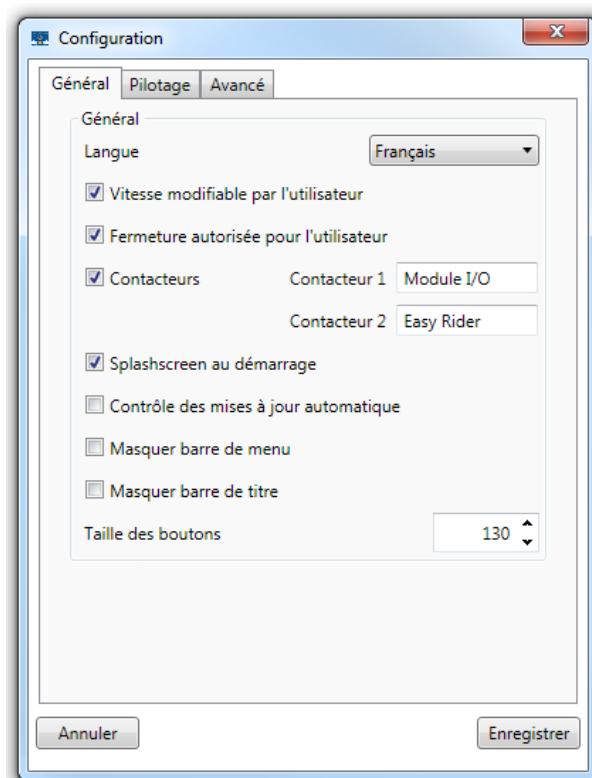 Configuration
Général Pilotage Avancé
Général
Langue Français
Vitesse modifiable par l'utilisateur
Fermeture autorisée pour l'utilisateur
Contacteurs Contacteur 1 Module I/O
Contacteur 2 Easy Rider
Splashscreen au démarrage
Contrôle des mises à jour automatique
Masquer barre de menu
Masquer barre de titre
Taille des boutons 130
Annuler Enregistrer